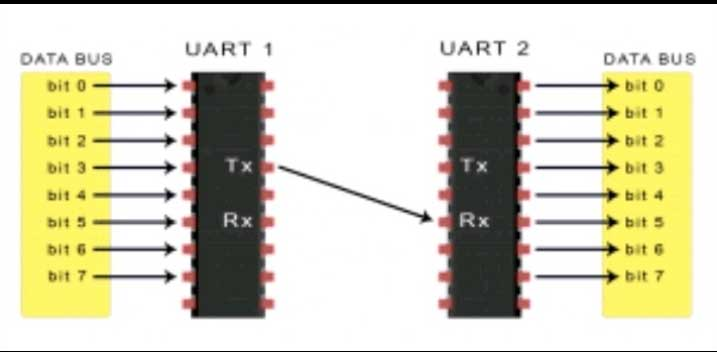 UART 1
UART 2
DATA BUS
DATA BUS
bit 0
bit 1
bit 2
bit 3
bit 4
bit 5
bit 6
bit 7
Tx
Rx
Tx
Rx
bit 0
bit 1
bit 2
bit 3
bit 4
bit 5
bit 6
bit 7